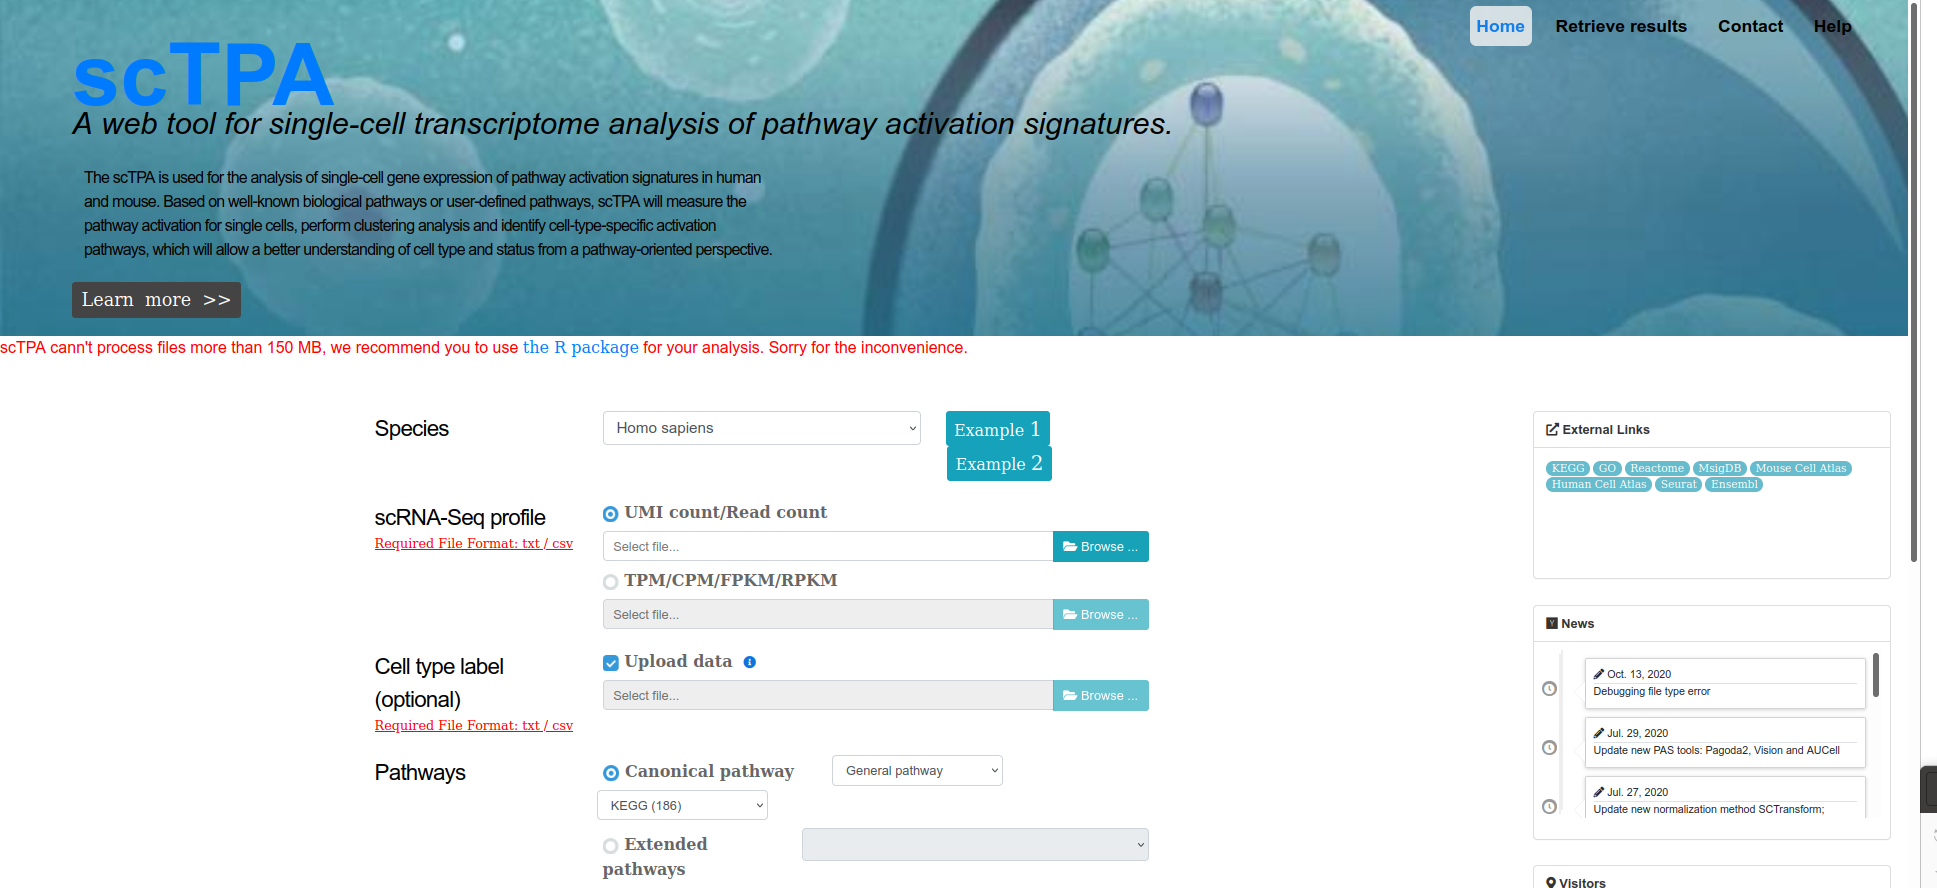 Home Retrieve results Contact Help
scTPA
A web tool for single-cell transcriptome analysis of pathway activation signatures.
The scTPA is used for the analysis of single-cell gene expression of pathway activation signatures in human
and mouse. Based on well-known biological pathways or user-defined pathways, scTPA will measure the
pathway activation for single cells, perform clustering analysis and identify cell-type-specific activation
pathways, which will allow a better understanding of cell type and status from a pathway-oriented perspective.
Learn more >>
scTPA cann't process files more than 150 MB, we recommend you to use the R package for your analysis. Sorry for the inconvenience.
Species
Homo sapiens
Example 1
Example 2
scRNA-Seq profile
Required File Format: txt / csv
UMI count/Read count
Select file...
Browse ...
TPM/CPM/FPKM/RPKM
Select file...
Browse ...
Cell type label
(optional)
Required File Format: txt / csv
Upload data
Select file...
Browse ...
Pathways
Canonical pathway
General pathway
KEGG (186)
Extended
pathways
External Links
KEGG GO Reactome MsigDB Mouse Cell Atlas
Human Cell Atlas Seurat Ensembl
News
Oct. 13, 2020
Debugging file type error
Jul. 29, 2020
Update new PAS tools: Pagoda2, Vision and AUCell
Jul. 27, 2020
Update new normalization method SCTransform;
Visitors